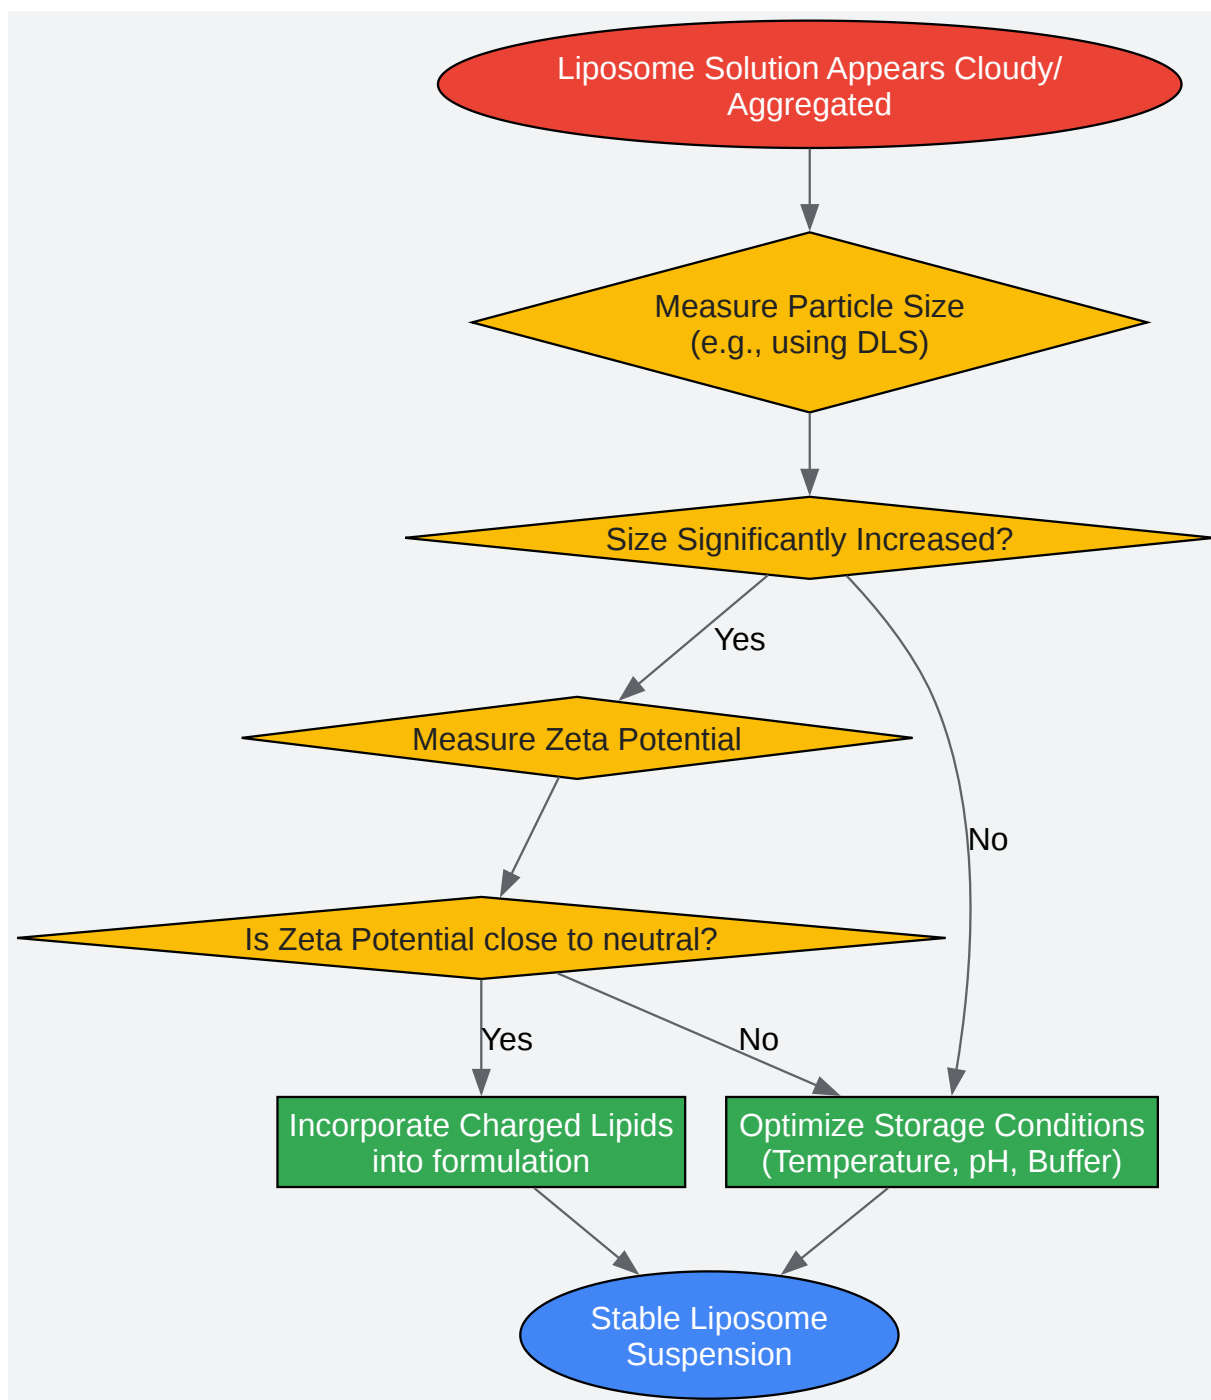 Liposome Solution Appears Cloudy/
Aggregated
Measure Particle Size
(e.g., using DLS)
Size Significantly Increased?
Yes
Measure Zeta Potential
No
Is Zeta Potential close to neutral?
Yes
No
Incorporate Charged Lipids
into formulation
Optimize Storage Conditions
(Temperature, pH, Buffer)
Stable Liposome
Suspension